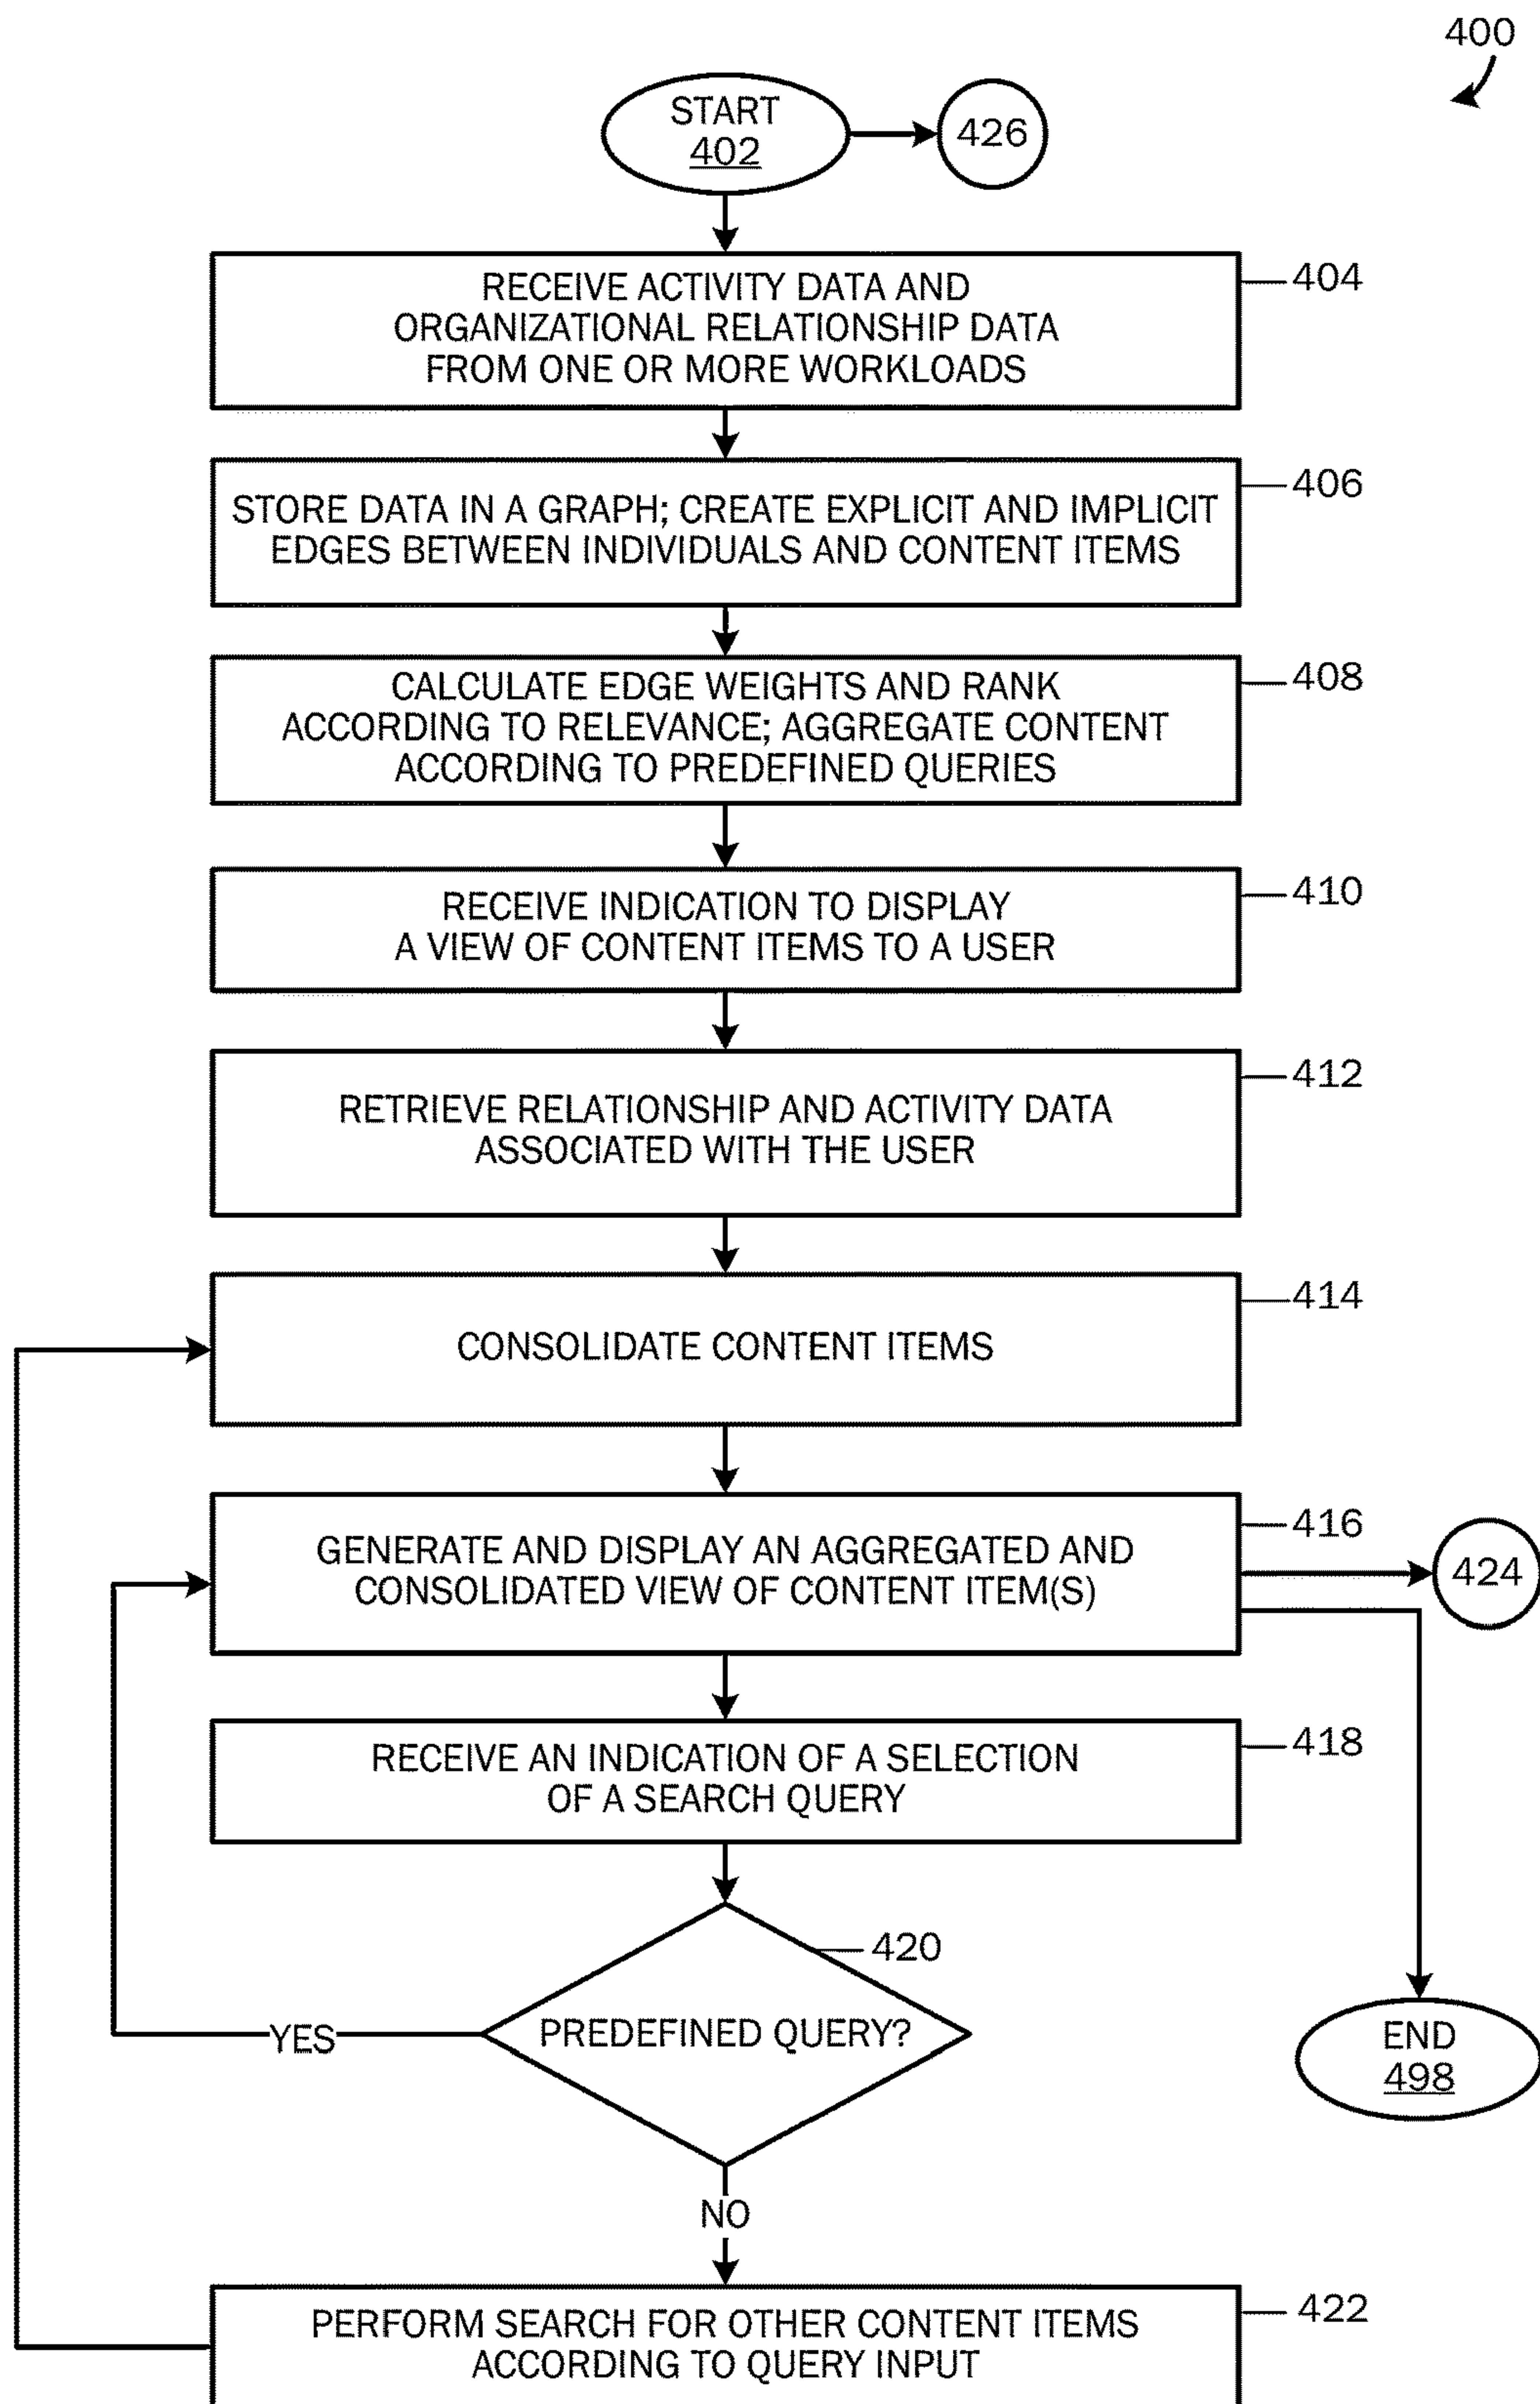 400
START
402
426
RECEIVE ACTIVITY DATA AND
ORGANIZATIONAL RELATIONSHIP DATA
FROM ONE OR MORE WORKLOADS
404
STORE DATA IN A GRAPH; CREATE EXPLICIT AND IMPLICIT
EDGES BETWEEN INDIVIDUALS AND CONTENT ITEMS
406
CALCULATE EDGE WEIGHTS AND RANK
ACCORDING TO RELEVANCE; AGGREGATE CONTENT
ACCORDING TO PREDEFINED QUERIES
408
RECEIVE INDICATION TO DISPLAY
A VIEW OF CONTENT ITEMS TO A USER
410
RETRIEVE RELATIONSHIP AND ACTIVITY DATA
ASSOCIATED WITH THE USER
412
CONSOLIDATE CONTENT ITEMS
414
GENERATE AND DISPLAY AN AGGREGATED AND
CONSOLIDATED VIEW OF CONTENT ITEM(S)
416
424
RECEIVE AN INDICATION OF A SELECTION
OF A SEARCH QUERY
418
PREDEFINED QUERY?
420
YES
END
498
NO
PERFORM SEARCH FOR OTHER CONTENT ITEMS
ACCORDING TO QUERY INPUT
422